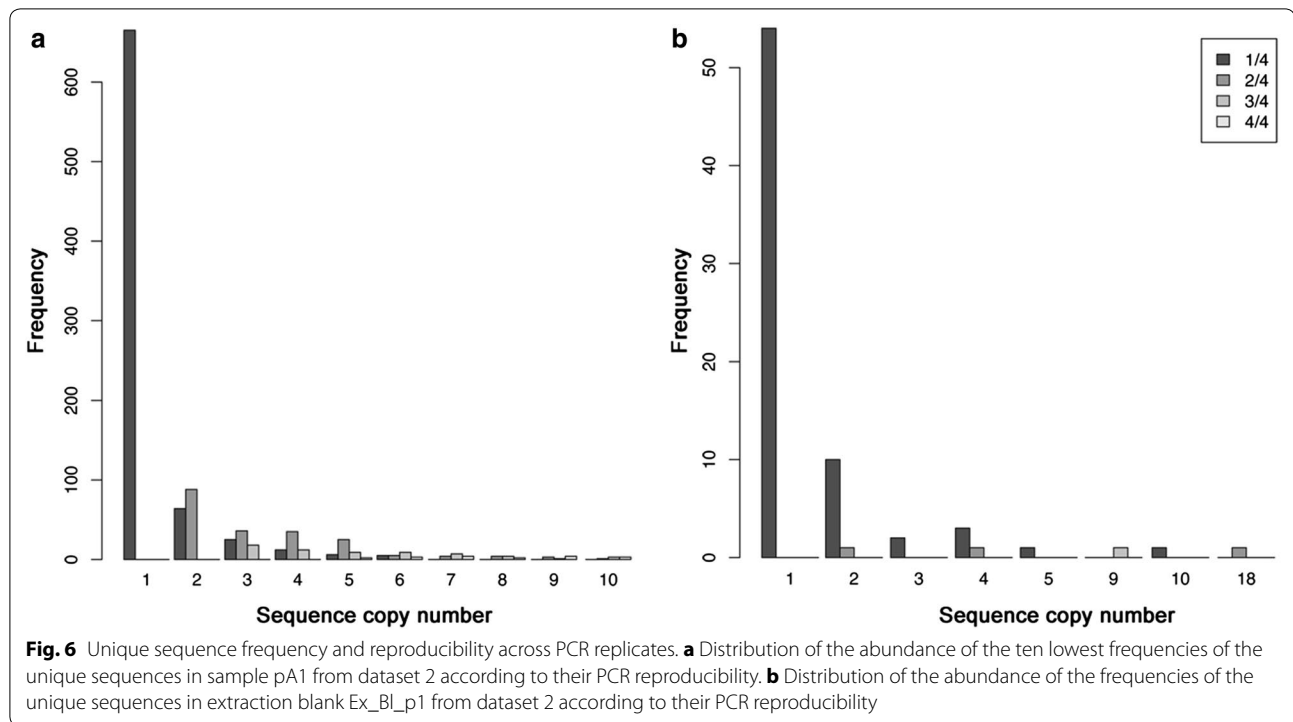 a
Frequency
600
500
400
300
200
100
0
1 2 3 4 5 6 7 8 9 10
Sequence copy number
b
Frequency
50
40
30
20
10
0
1 2 3 4 5 9 10 18
Sequence copy number
1/4
2/4
3/4
4/4
Fig. 6 Unique sequence frequency and reproducibility across PCR replicates. a Distribution of the abundance of the ten lowest frequencies of the
unique sequences in sample pA1 from dataset 2 according to their PCR reproducibility. b Distribution of the abundance of the frequencies of the
unique sequences in extraction blank Ex_Bl_p1 from dataset 2 according to their PCR reproducibility